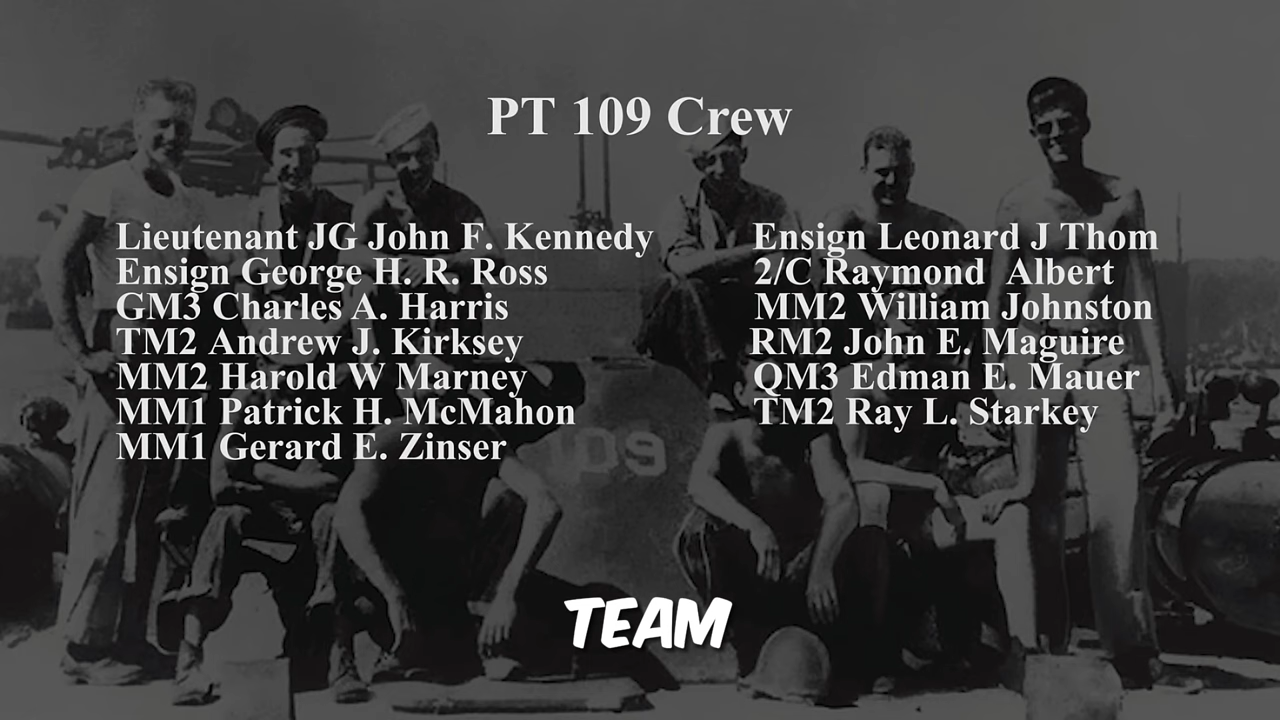 PT 109 Crew
Lieutenant JG John F. Kennedy
Ensign George H. R. Ross
GM3 Charles A. Harris
TM2 Andrew J. Kirksey
MM2 Harold W Marney
MM1 Patrick H. McMahon
MM1 Gerard E. Zinser
Ensign Leonard J Thom
2/C Raymond Albert
MM2 William Johnston
RM2 John E. Maguire
QM3 Edman E. Mauer
TM2 Ray L. Starkey
109
TEAM